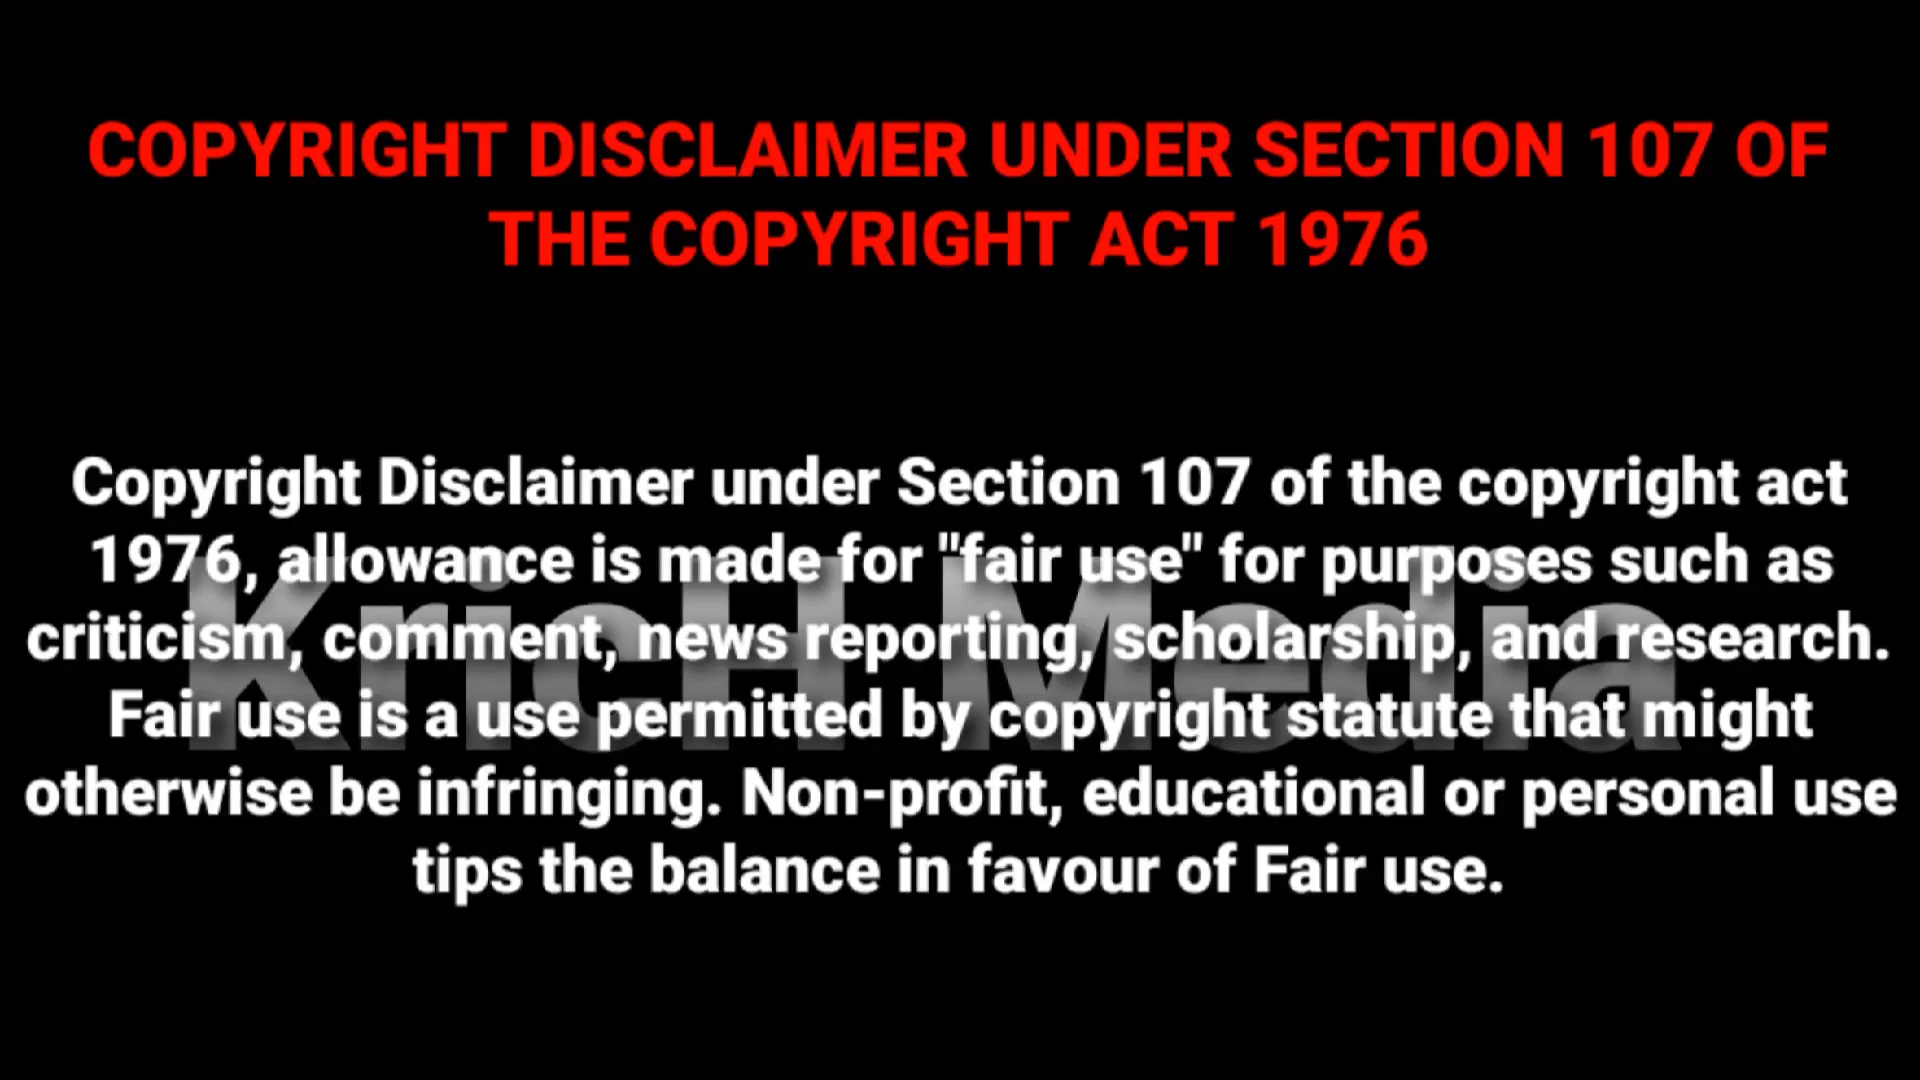 COPYRIGHT DISCLAIMER UNDER SECTION 107 OF
THE COPYRIGHT ACT 1976
Copyright Disclaimer under Section 107 of the copyright act
1976, allowance is made for "fair use" for purposes such as
criticism, comment, news reporting, scholarship, and research.
Fair use is a use permitted by copyright statute that might
otherwise be infringing. Non-profit, educational or personal use
tips the balance in favour of Fair use.
KricH Media